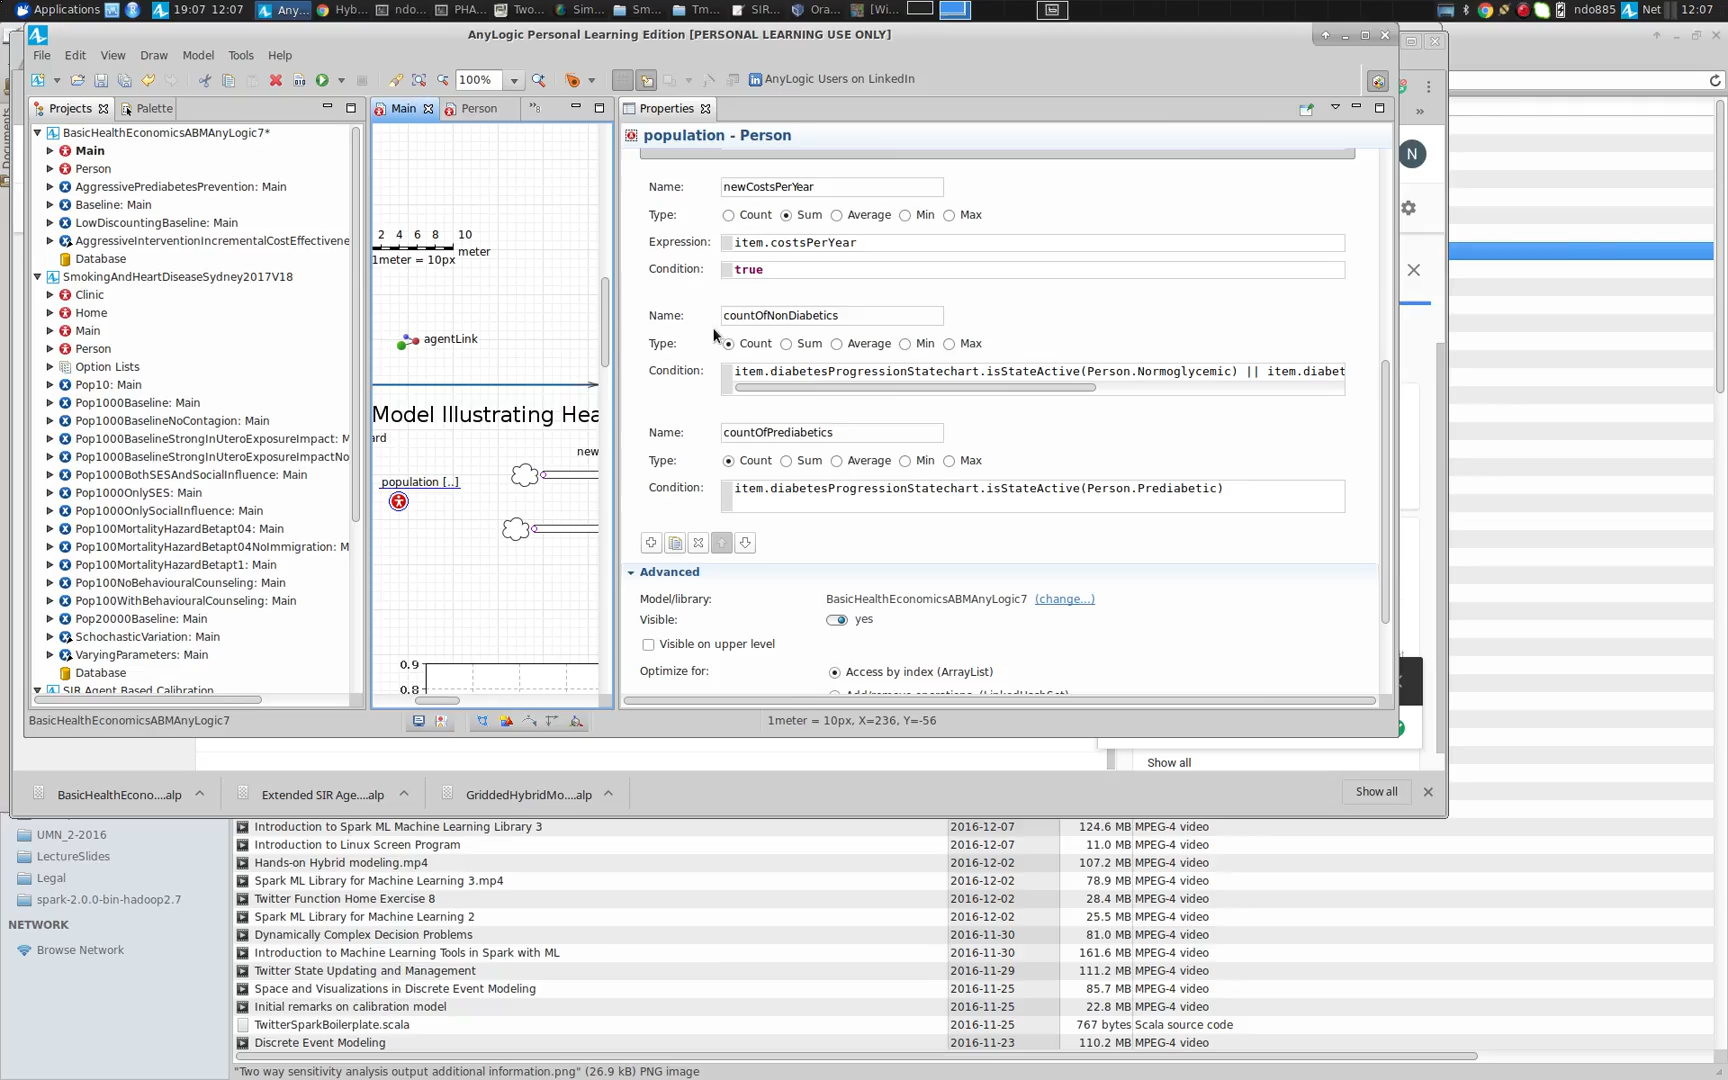 Applications 19:07 12:07 Any... Hyb... ndo... PHA... Two... Sim... Sm... Tm... SIR... Ora... [Wi... ndo885 Net 12:07
AnyLogic Personal Learning Edition [PERSONAL LEARNING USE ONLY]
File Edit View Draw Model Tools Help
100% AnyLogic Users on LinkedIn
Projects Palette Main Person Properties
BasicHealthEconomicsABMAnyLogic7*
Main
Person
AggressivePrediabetesPrevention: Main
Baseline: Main
LowDiscountingBaseline: Main
AggressiveInterventionIncrementalCostEffectivene
Database
SmokingAndHeartDiseaseSydney2017V18
Clinic
Home
Main
Person
Option Lists
Pop10: Main
Pop1000Baseline: Main
Pop1000BaselineNoContagion: Main
Pop1000BaselineStrongInUteroExposureImpact: M
Pop1000BaselineStrongInUteroExposureImpactNo
Pop1000BothSESAndSocialInfluence: Main
Pop1000OnlySES: Main
Pop1000OnlySocialInfluence: Main
Pop100MortalityHazardBetapt04: Main
Pop100MortalityHazardBetapt04NoImmigration: M
Pop100MortalityHazardBetapt1: Main
Pop100NoBehaviouralCounseling: Main
Pop100WithBehaviouralCounseling: Main
Pop20000Baseline: Main
SchochasticVariation: Main
VaryingParameters: Main
Database
SIR Agent Based Calibration
2 4 6 8 10
meter
1meter = 10px
agentLink
Model Illustrating Hea
ard
new
population [..]
0.9
0.8
population - Person
Name: newCostsPerYear
Type: Count Sum Average Min Max
Expression: item.costsPerYear
Condition: true
Name: countOfNonDiabetics
Type: Count Sum Average Min Max
Condition: item.diabetesProgressionStatechart.isStateActive(Person.Normoglycemic) || item.diabet
Name: countOfPrediabetics
Type: Count Sum Average Min Max
Condition: item.diabetesProgressionStatechart.isStateActive(Person.Prediabetic)
Advanced
Model/library: BasicHealthEconomicsABMAnyLogic7 (change...)
Visible: yes
Visible on upper level
Optimize for: Access by index (ArrayList)
Add/remove operations (LinkedHashSet)
BasicHealthEconomicsABMAnyLogic7 1meter = 10px, X=236, Y=-56
N
Documents
Show all
BasicHealthEcono....alp Extended SIR Age....alp GriddedHybridMo....alp Show all
UMN_2-2016
LectureSlides
Legal
spark-2.0.0-bin-hadoop2.7
NETWORK
Browse Network
Introduction to Spark ML Machine Learning Library 3 2016-12-07 124.6 MB MPEG-4 video
Introduction to Linux Screen Program 2016-12-07 11.0 MB MPEG-4 video
Hands-on Hybrid modeling.mp4 2016-12-02 107.2 MB MPEG-4 video
Spark ML Library for Machine Learning 3.mp4 2016-12-02 78.9 MB MPEG-4 video
Twitter Function Home Exercise 8 2016-12-02 28.4 MB MPEG-4 video
Spark ML Library for Machine Learning 2 2016-12-02 25.5 MB MPEG-4 video
Dynamically Complex Decision Problems 2016-11-30 81.0 MB MPEG-4 video
Introduction to Machine Learning Tools in Spark with ML 2016-11-30 161.6 MB MPEG-4 video
Twitter State Updating and Management 2016-11-29 111.2 MB MPEG-4 video
Space and Visualizations in Discrete Event Modeling 2016-11-25 85.7 MB MPEG-4 video
Initial remarks on calibration model 2016-11-25 22.8 MB MPEG-4 video
TwitterSparkBoilerplate.scala 2016-11-25 767 bytes Scala source code
Discrete Event Modeling 2016-11-23 110.2 MB MPEG-4 video
"Two way sensitivity analysis output additional information.png" (26.9 kB) PNG image